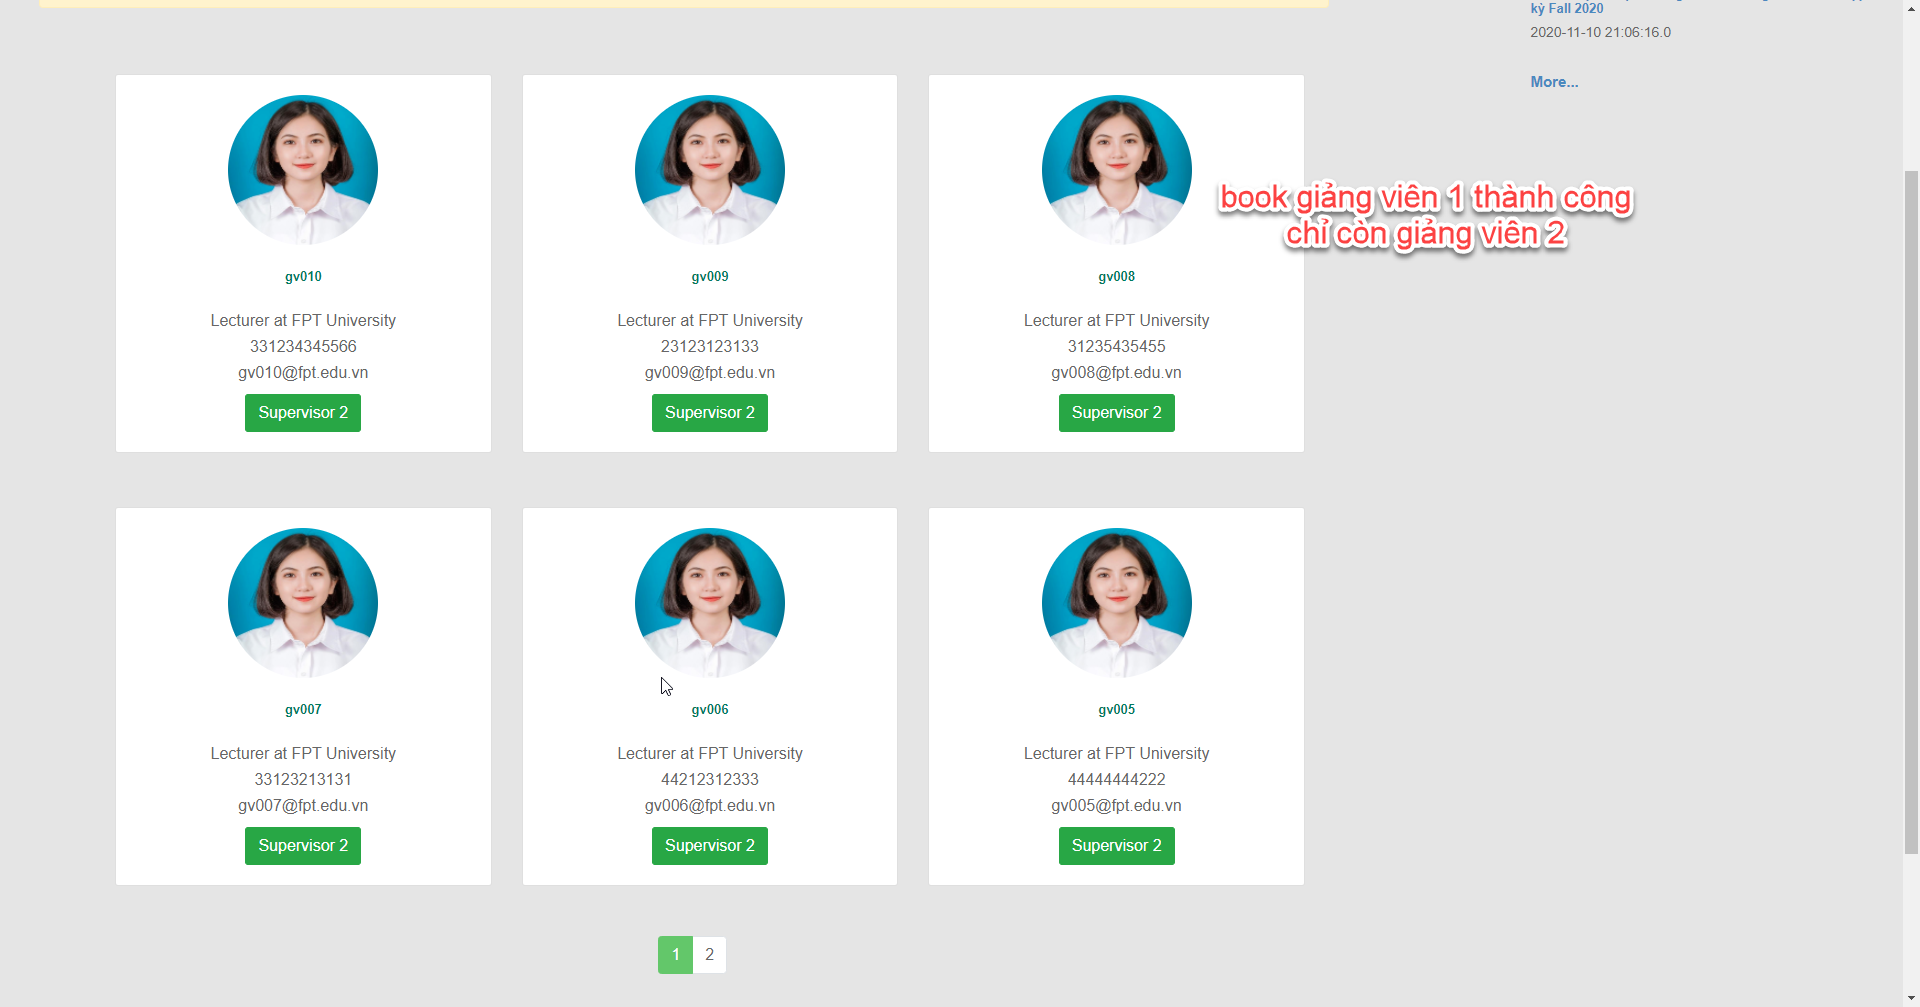 kỳ Fall 2020
2020-11-10 21:06:16.0
More...
book giảng viên 1 thành công
chỉ còn giảng viên 2
gv010
Lecturer at FPT University
331234345566
gv010@fpt.edu.vn
Supervisor 2
gv009
Lecturer at FPT University
23123123133
gv009@fpt.edu.vn
Supervisor 2
gv008
Lecturer at FPT University
31235435455
gv008@fpt.edu.vn
Supervisor 2
gv007
Lecturer at FPT University
33123213131
gv007@fpt.edu.vn
Supervisor 2
gv006
Lecturer at FPT University
44212312333
gv006@fpt.edu.vn
Supervisor 2
gv005
Lecturer at FPT University
44444444222
gv005@fpt.edu.vn
Supervisor 2
1 2